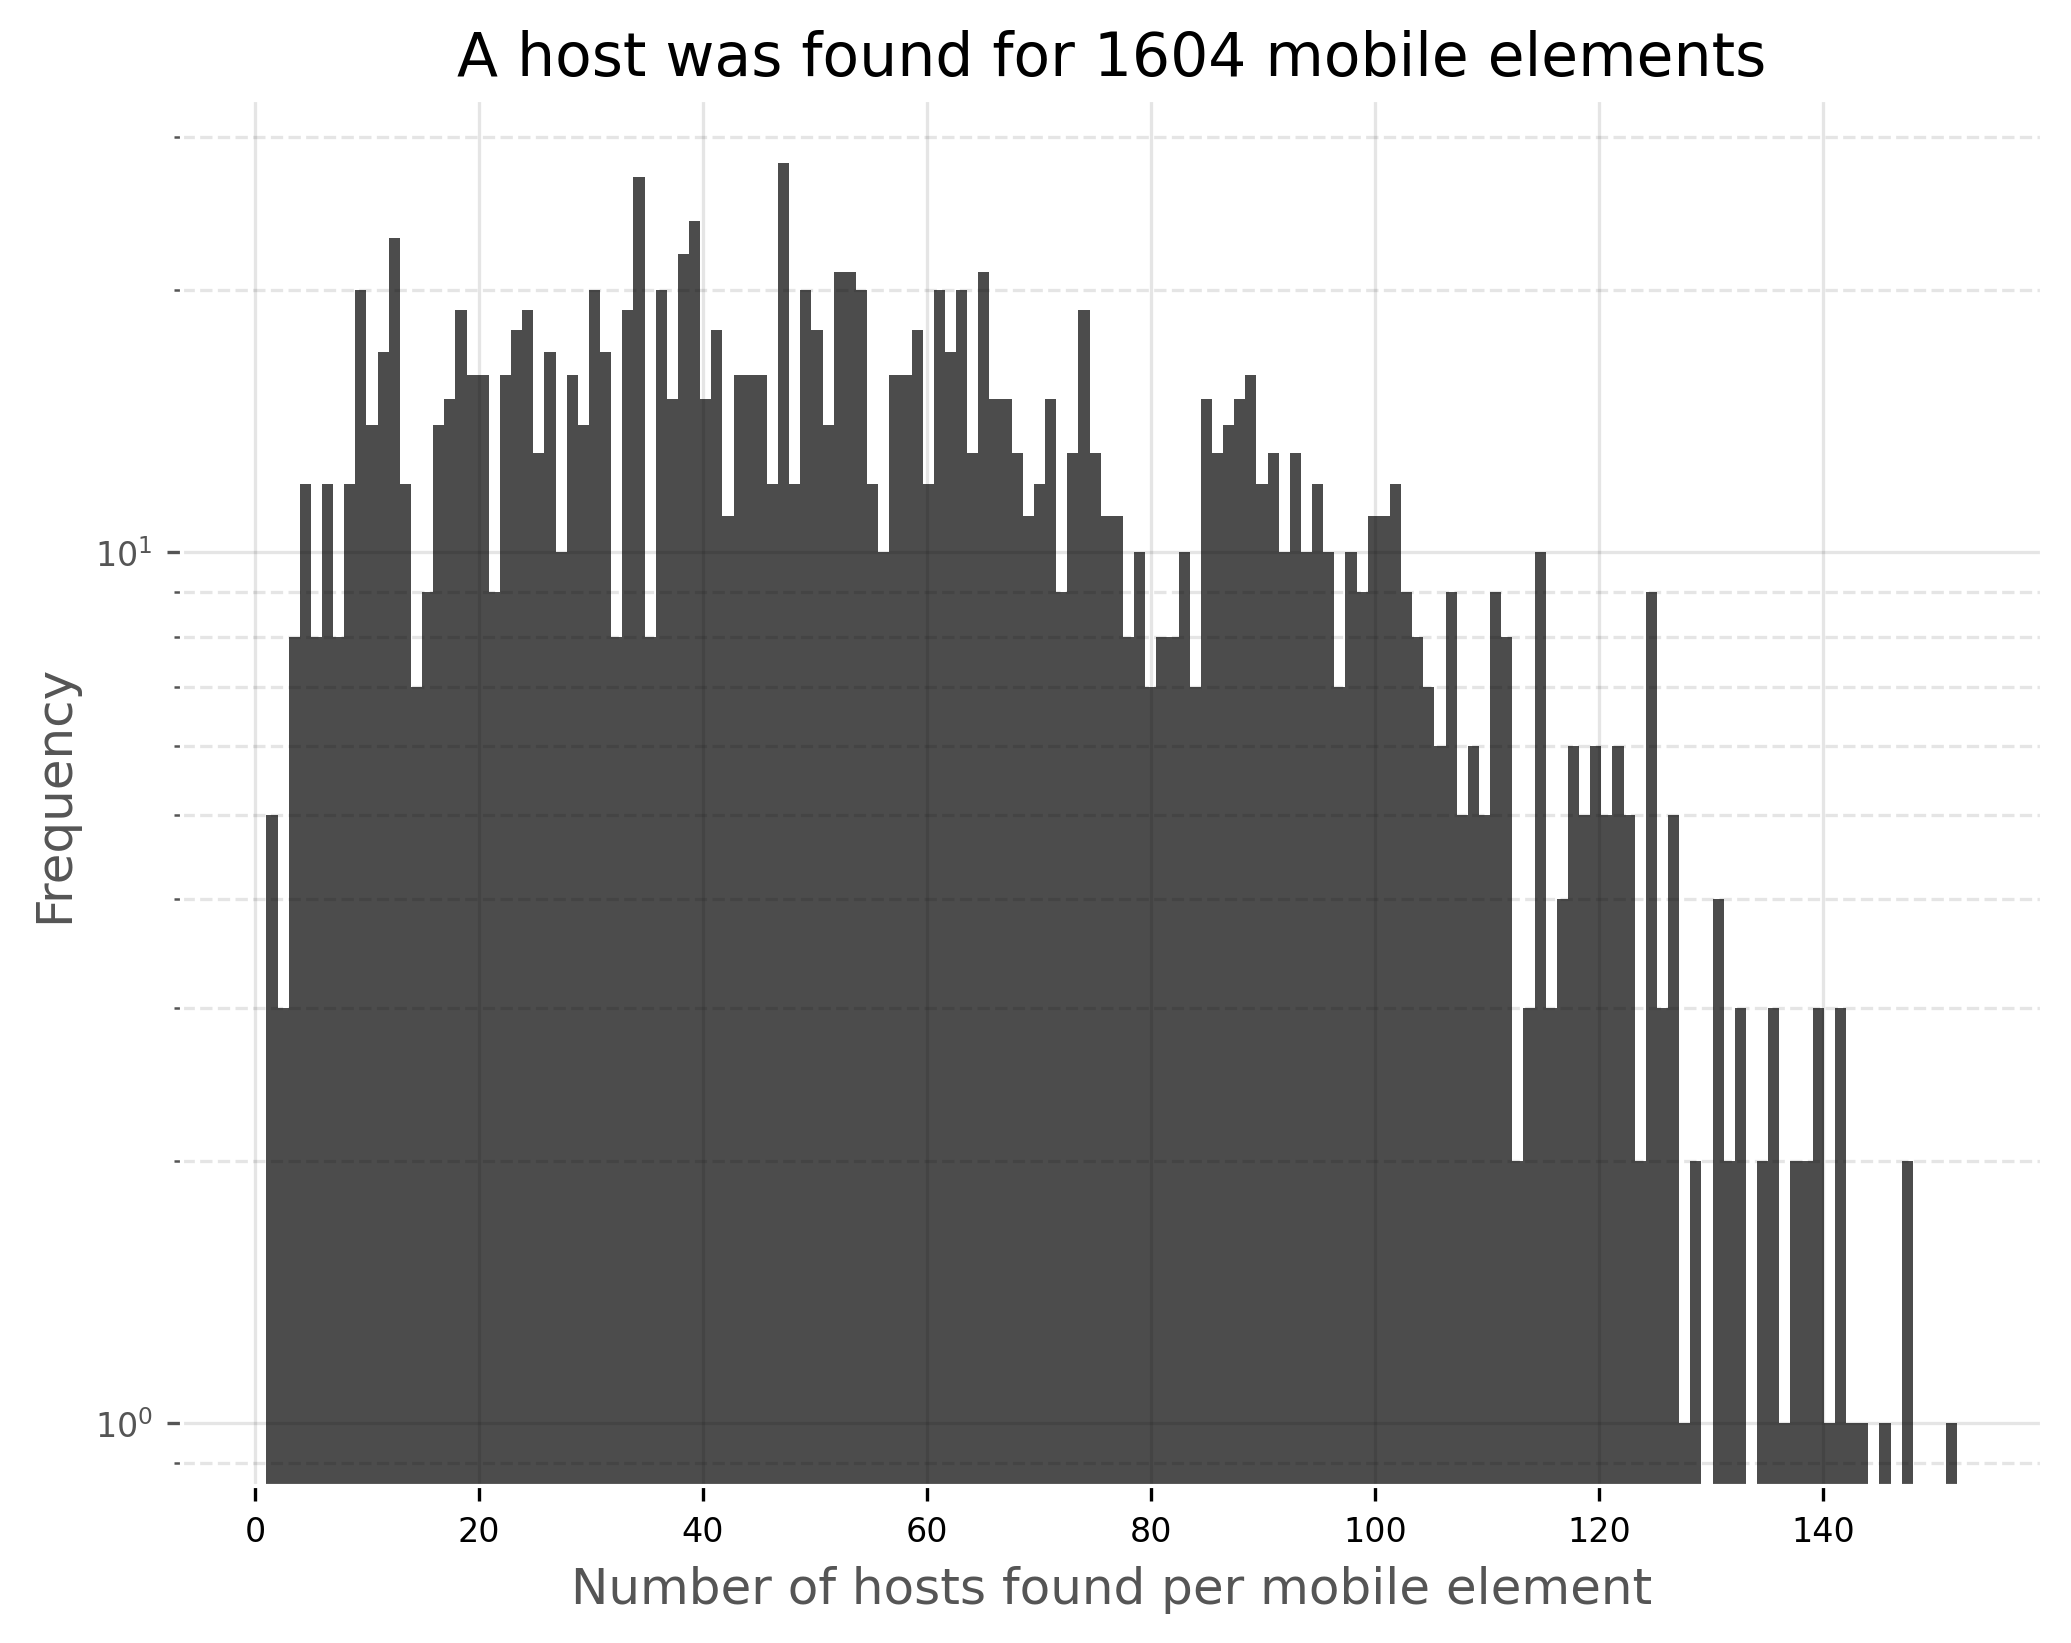 A host was found for 1604 mobile elements
Frequency
10¹
10⁰
0 20 40 60 80 100 120 140
Number of hosts found per mobile element